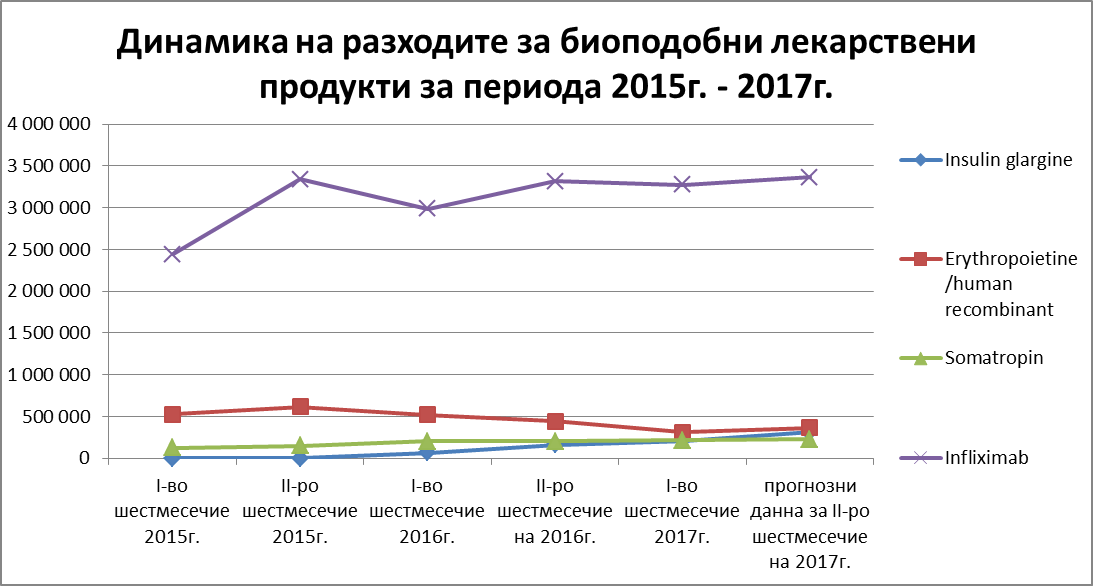 Динамика на разходите за биоподобни лекарствени
продукти за периода 2015г. - 2017г.
4 000 000
3 500 000
3 000 000
2 500 000
2 000 000
1 500 000
1 000 000
500 000
0
I-во
шестмесечие
2015г.
II-ро
шестмесечие
2015г.
I-во
шестмесечие
2016г.
II-ро
шестмесечие
на 2016г.
I-во
шестмесечие
2017г.
прогнозни
данна за II-ро
шестмесечие
на 2017г.
Insulin glargine
Erythropoietine
/human
recombinant
Somatropin
Infliximab